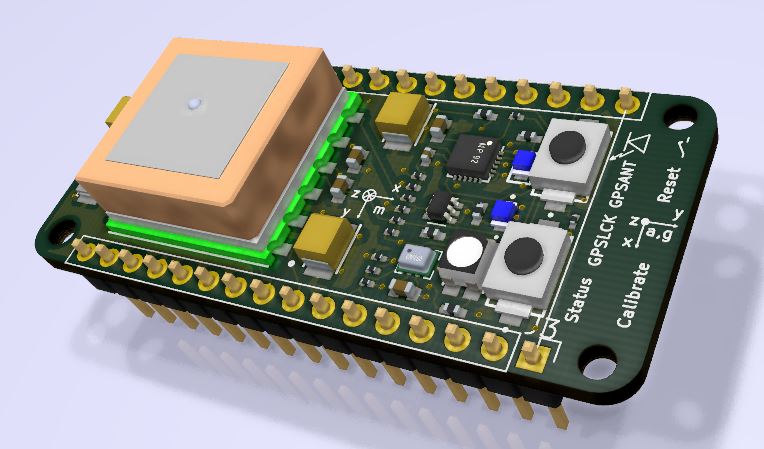 z
x
y
m
Status
GPSLCK
GPSANT
Reset
z
y
x
a,g
Calibrate